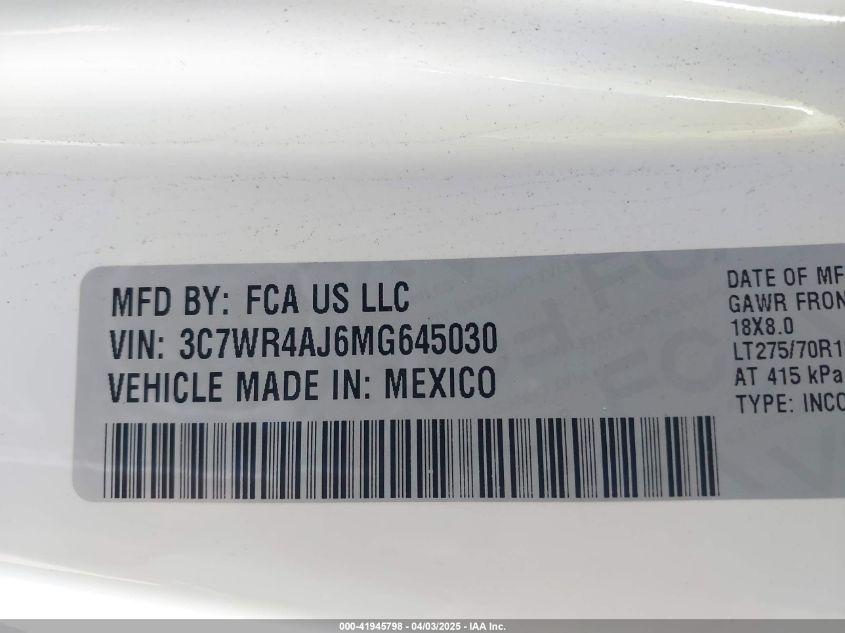 MFD BY: FCA US LLC
VIN: 3C7WR4AJ6MG645030
VEHICLE MADE IN: MEXICO
DATE OF MF
GAWR FRON
18X8.0
LT275/70R1
AT 415 kPa
TYPE: INCO
000-41945798 - 04/03/2025 - IAA Inc.